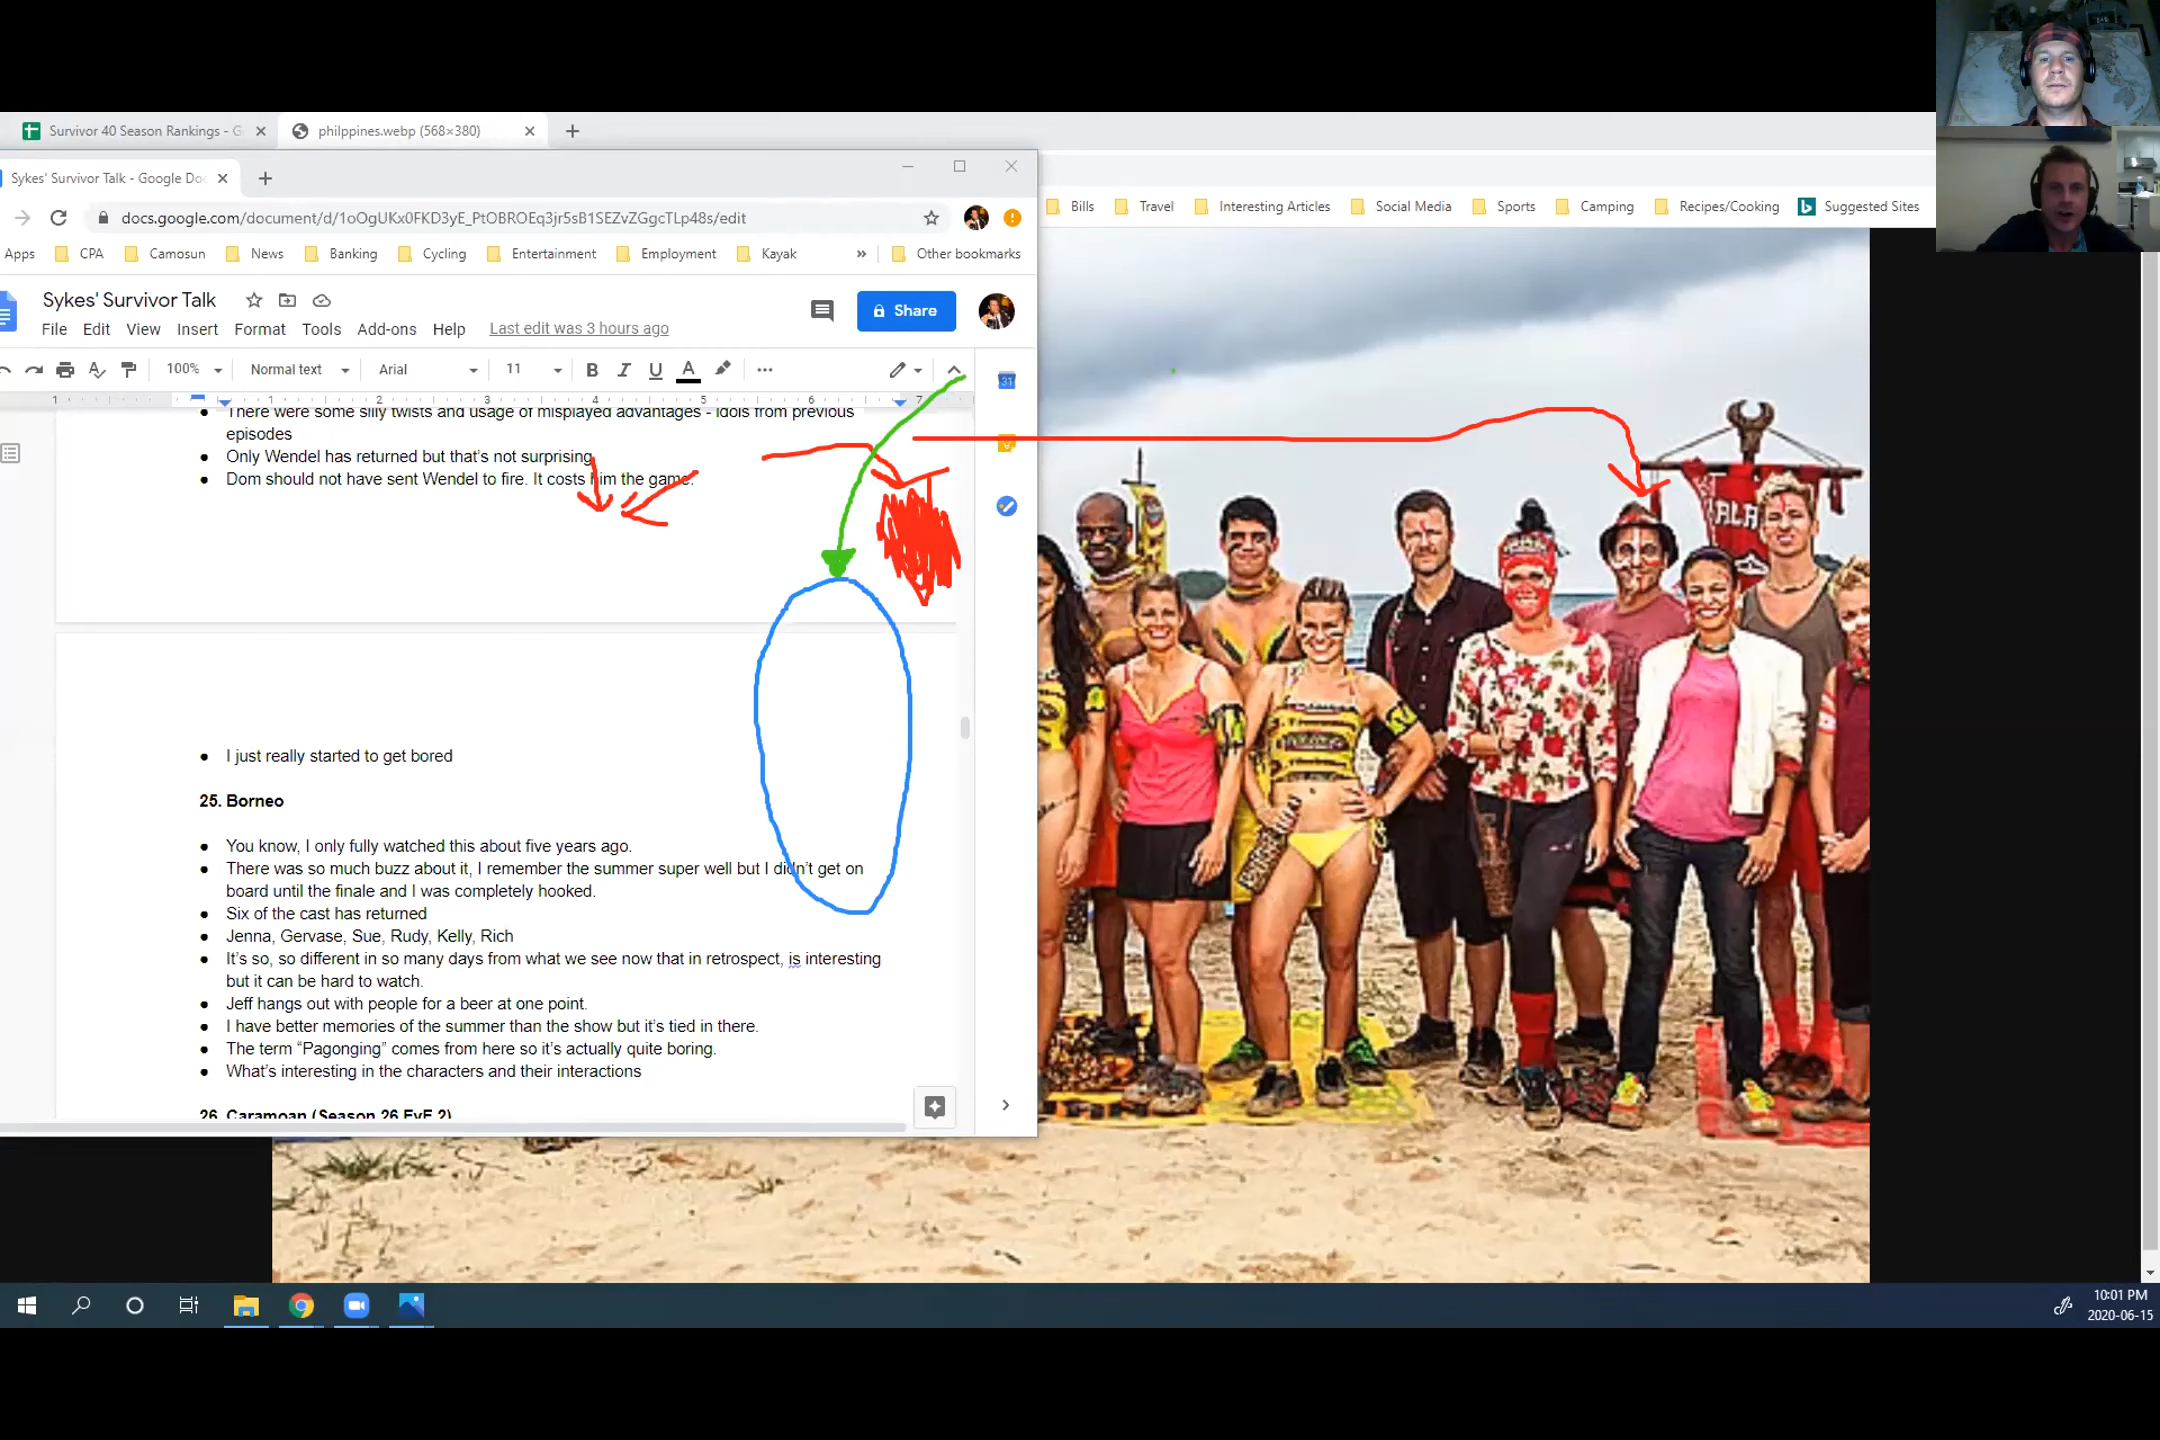 Survivor 40 Season Rankings - G
philppines.webp (568×380)
Sykes' Survivor Talk - Google Doc
docs.google.com/document/d/1oOgUKx0FKD3yE_PtOBROEq3jr5sB1SEZvZGgcTLp48s/edit
Bills Travel Interesting Articles Social Media Sports Camping Recipes/Cooking Suggested Sites
Apps CPA Camosun News Banking Cycling Entertainment Employment Kayak » Other bookmarks
Sykes' Survivor Talk
Share
File Edit View Insert Format Tools Add-ons Help Last edit was 3 hours ago
100% Normal text Arial 11 B I U A
1 1 2 3 4 5 6 7
31
There were some silly twists and usage of misplayed advantages - idols from previous
episodes
Only Wendel has returned but that's not surprising
Dom should not have sent Wendel to fire. It costs him the game.
I just really started to get bored
25. Borneo
You know, I only fully watched this about five years ago.
There was so much buzz about it, I remember the summer super well but I didn't get on
board until the finale and I was completely hooked.
Six of the cast has returned
Jenna, Gervase, Sue, Rudy, Kelly, Rich
It's so, so different in so many days from what we see now that in retrospect, is interesting
but it can be hard to watch.
Jeff hangs out with people for a beer at one point.
I have better memories of the summer than the show but it's tied in there.
The term “Pagonging” comes from here so it's actually quite boring.
What's interesting in the characters and their interactions
26. Caramoan (Season 26 FvF 2)
10:01 PM
2020-06-15